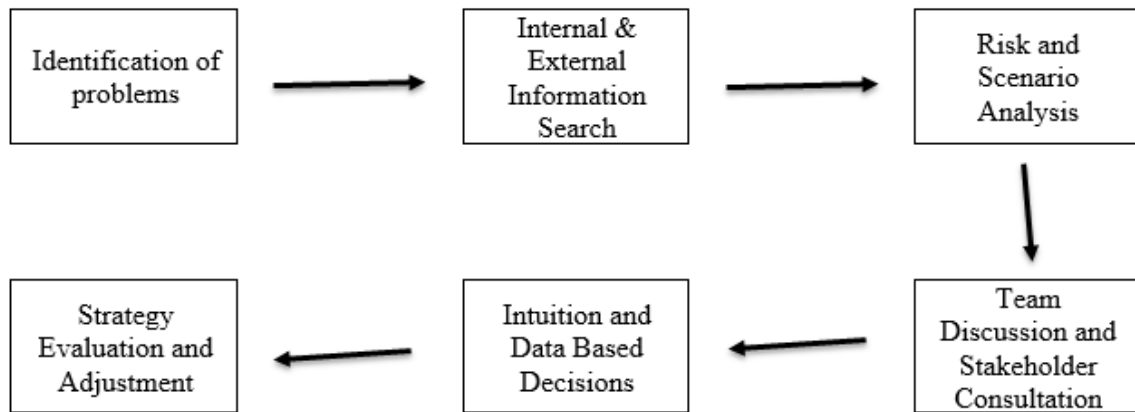 Identification of
problems
Internal &
External
Information
Search
Risk and
Scenario
Analysis
Team
Discussion and
Stakeholder
Consultation
Intuition and
Data Based
Decisions
Strategy
Evaluation and
Adjustment